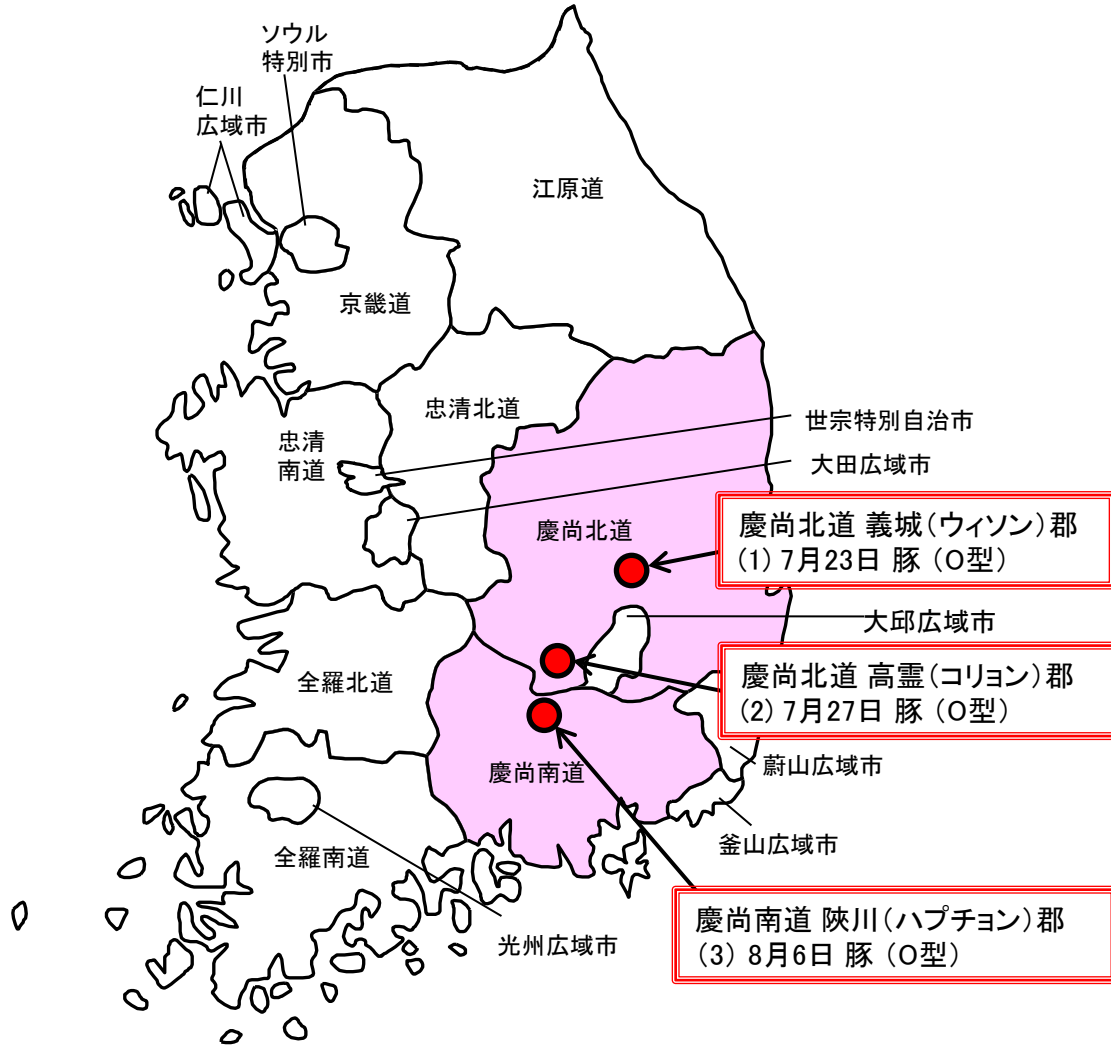 ソウル
特別市
仁川
広域市
江原道
京畿道
忠清北道
世宗特別自治市
忠清
南道
大田広域市
慶尚北道
慶尚北道 義城(ウィソン)郡
(1) 7月23日 豚 (O型)
大邱広域市
全羅北道
慶尚北道 高霊(コリョン)郡
(2) 7月27日 豚 (O型)
慶尚南道
蔚山広域市
釜山広域市
全羅南道
慶尚南道 陜川(ハプチョン)郡
(3) 8月6日 豚 (O型)
光州広域市